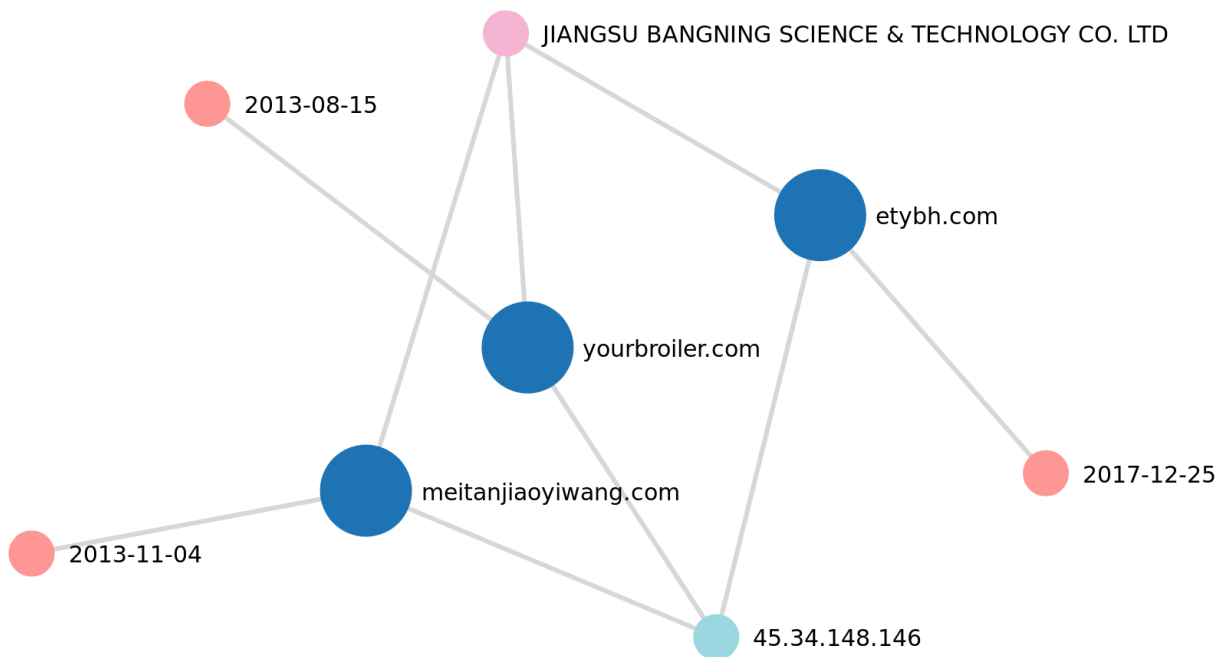 JIANGSU BANGNING SCIENCE & TECHNOLOGY CO. LTD
2013-08-15
etybh.com
yourbroiler.com
2017-12-25
meitanjiaoyiwang.com
2013-11-04
45.34.148.146